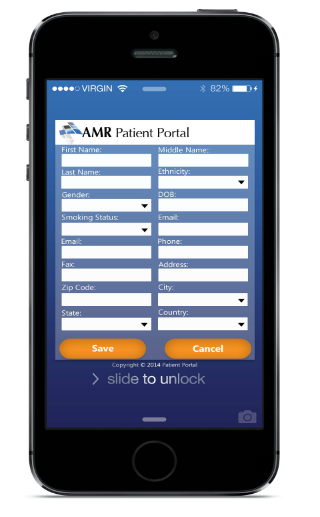 VIRGIN 82%
AMR Patient Portal
First Name: Middle Name:
Last Name: Ethnicity:
Gender: DOB:
Smoking Status: Email:
Email: Phone:
Fax: Address:
Zip Code: City:
State: Country:
Save Cancel
Copyright © 2014 Patient Portal
> slide to unlock